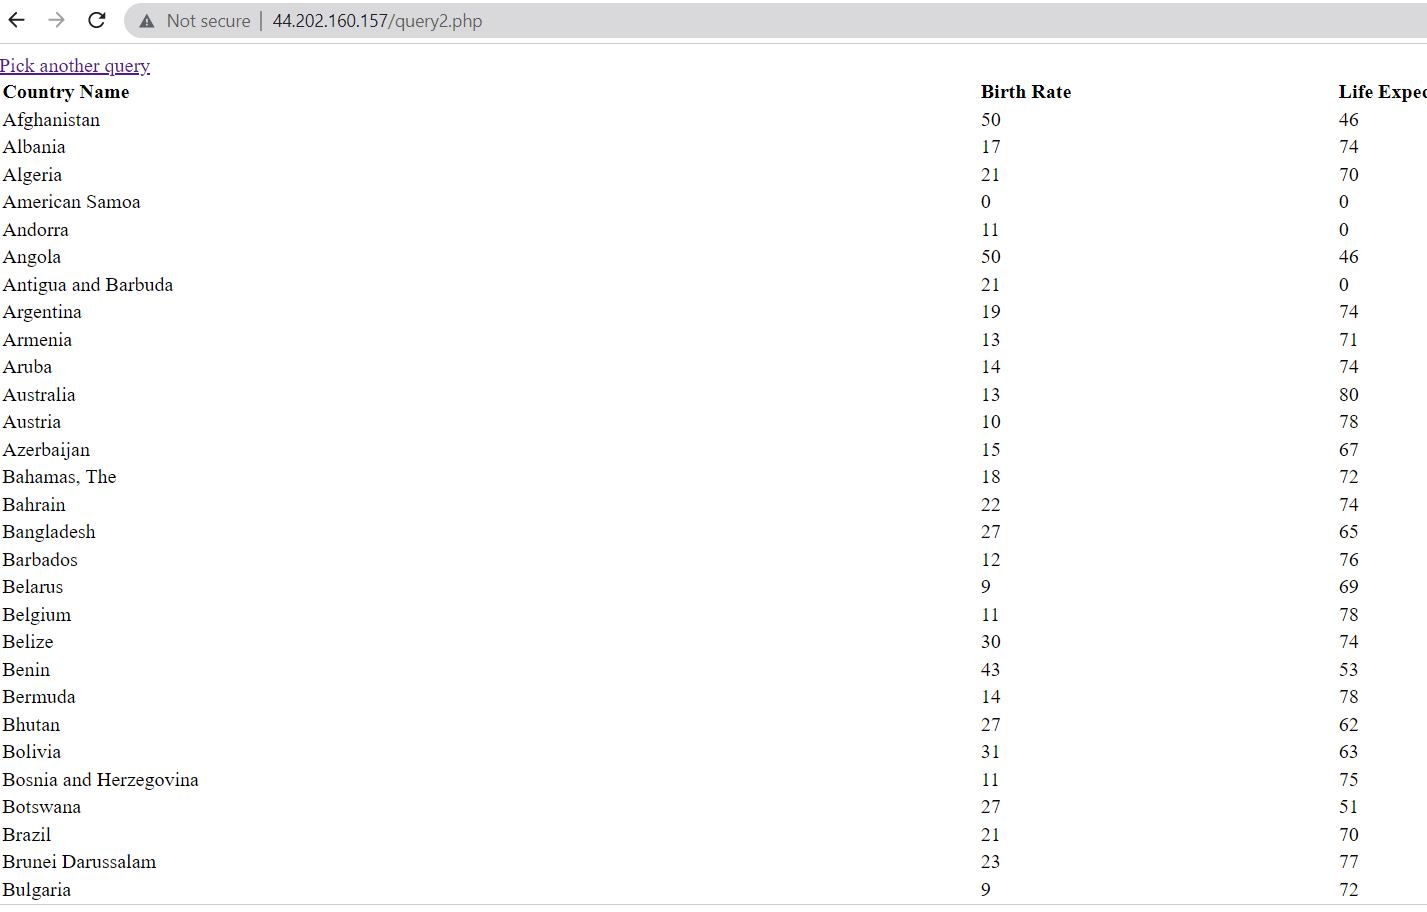 Not secure | 44.202.160.157/query2.php
Pick another query
Country Name Birth Rate Life Expec
Afghanistan 50 46
Albania 17 74
Algeria 21 70
American Samoa 0 0
Andorra 11 0
Angola 50 46
Antigua and Barbuda 21 0
Argentina 19 74
Armenia 13 71
Aruba 14 74
Australia 13 80
Austria 10 78
Azerbaijan 15 67
Bahamas, The 18 72
Bahrain 22 74
Bangladesh 27 65
Barbados 12 76
Belarus 9 69
Belgium 11 78
Belize 30 74
Benin 43 53
Bermuda 14 78
Bhutan 27 62
Bolivia 31 63
Bosnia and Herzegovina 11 75
Botswana 27 51
Brazil 21 70
Brunei Darussalam 23 77
Bulgaria 9 72